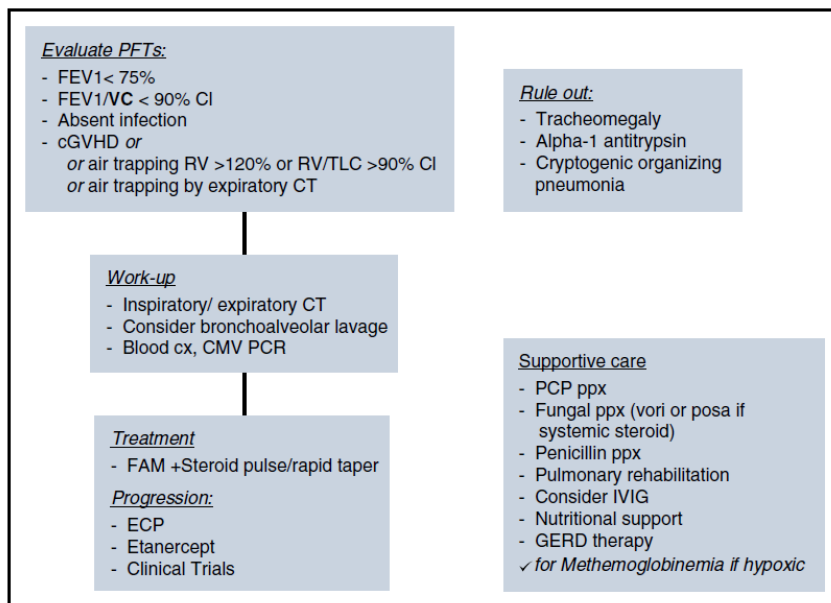 Evaluate PFTs:
- FEV1< 75%
- FEV1/VC < 90% CI
- Absent infection
- cGVHD or
or air trapping RV >120% or RV/TLC >90% CI
or air trapping by expiratory CT
Rule out:
- Tracheomegaly
- Alpha-1 antitrypsin
- Cryptogenic organizing
pneumonia
Work-up
- Inspiratory/ expiratory CT
- Consider bronchoalveolar lavage
- Blood cx, CMV PCR
Treatment
- FAM +Steroid pulse/rapid taper
Progression:
- ECP
- Etanercept
- Clinical Trials
Supportive care
- PCP ppx
- Fungal ppx (vori or posa if
systemic steroid)
- Penicillin ppx
- Pulmonary rehabilitation
- Consider IVIG
- Nutritional support
- GERD therapy
✓ for Methemoglobinemia if hypoxic